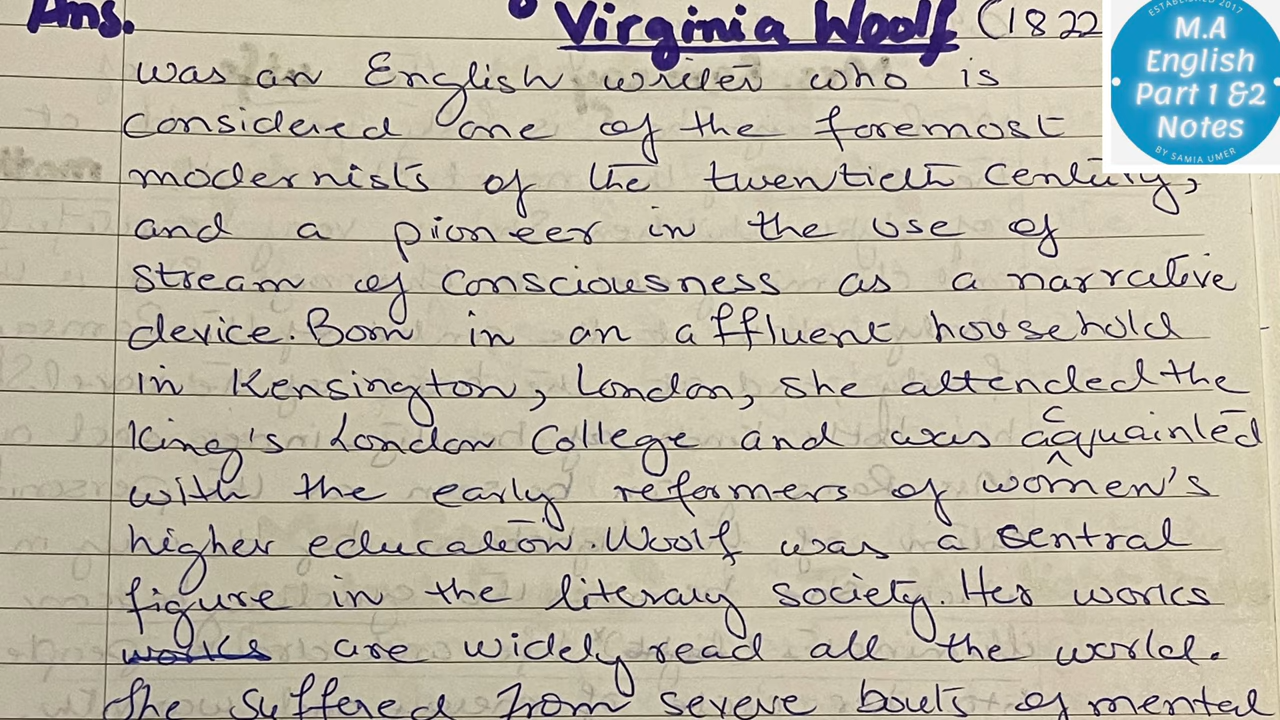 Ans.
Virginia Woolf (1822
was an English writer who is
considered one of the foremost
modernists of the twentieth century,
and a pioneer in the use of
stream of consciousness as a narrative
device. Born in an affluent household
in Kensington, London, she attended the
King's London College and was acquainted
with the early reformers of women's
higher education. Woolf was a sentral
figure in the literary society. Her works
works are widely read all the world.
She suffered from severe bouts of mental
ESTABLISHED 2017
M.A
English
Part 1 &2
Notes
BY SAMIA UMER